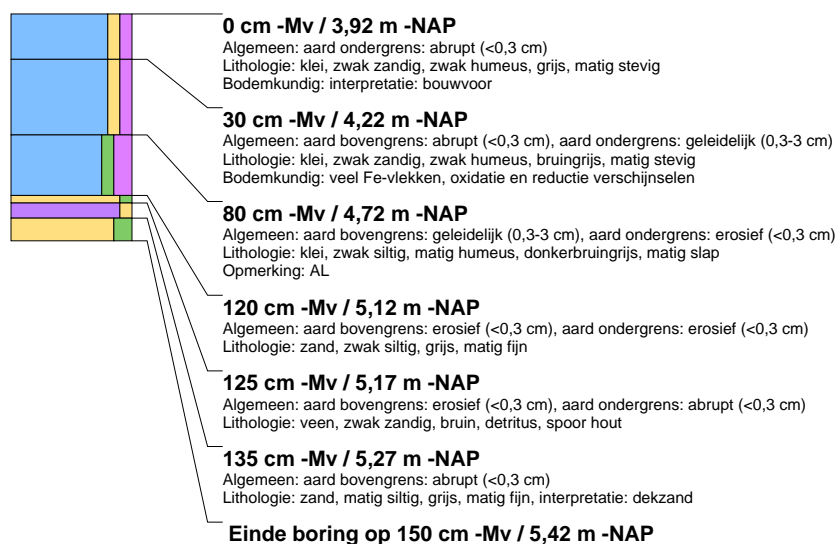 0 cm -Mv / 3,92 m -NAP
Algemeen: aard ondergrens: abrupt (<0,3 cm)
Lithologie: klei, zwak zandig, zwak humeus, grijs, matig stevig
Bodemkundig: interpretatie: bouwvoor
30 cm -Mv / 4,22 m -NAP
Algemeen: aard bovengrens: abrupt (<0,3 cm), aard ondergrens: geleidelijk (0,3-3 cm)
Lithologie: klei, zwak zandig, zwak humeus, bruingrijs, matig stevig
Bodemkundig: veel Fe-vlekken, oxidatie en reductie verschijnselen
80 cm -Mv / 4,72 m -NAP
Algemeen: aard bovengrens: geleidelijk (0,3-3 cm), aard ondergrens: erosief (<0,3 cm)
Lithologie: klei, zwak siltig, matig humeus, donkerbruingrijs, matig slap
Opmerking: AL
120 cm -Mv / 5,12 m -NAP
Algemeen: aard bovengrens: erosief (<0,3 cm), aard ondergrens: erosief (<0,3 cm)
Lithologie: zand, zwak siltig, grijs, matig fijn
125 cm -Mv / 5,17 m -NAP
Algemeen: aard bovengrens: erosief (<0,3 cm), aard ondergrens: abrupt (<0,3 cm)
Lithologie: veen, zwak zandig, bruin, detritus, spoor hout
135 cm -Mv / 5,27 m -NAP
Algemeen: aard bovengrens: abrupt (<0,3 cm)
Lithologie: zand, matig siltig, grijs, matig fijn, interpretatie: dekzand
Einde boring op 150 cm -Mv / 5,42 m -NAP